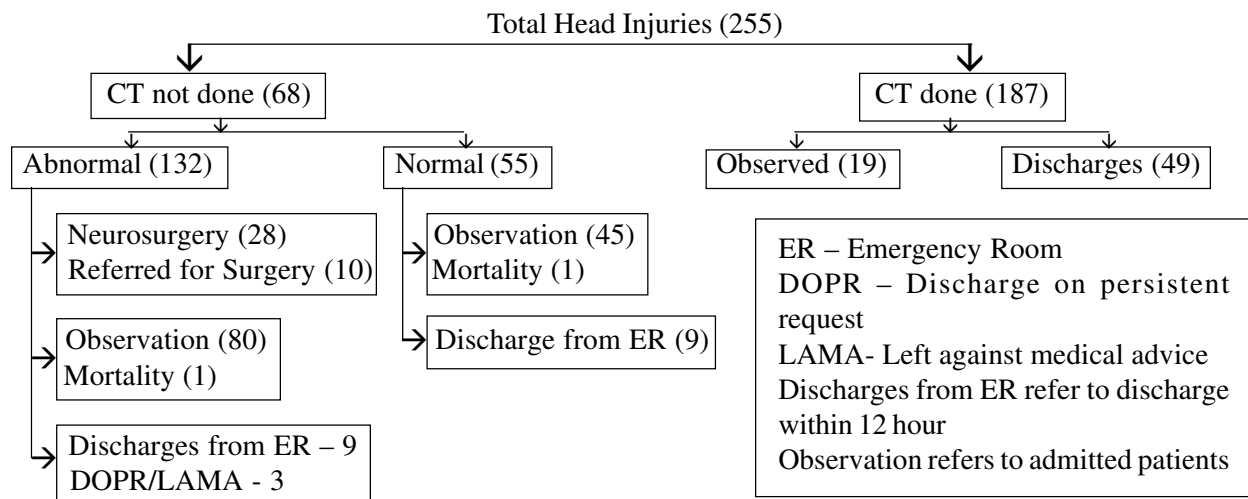 Total Head Injuries (255)
CT not done (68)
CT done (187)
Abnormal (132)
Normal (55)
Observed (19)
Discharges (49)
Neurosurgery (28)
Referred for Surgery (10)
Observation (80)
Mortality (1)
Discharges from ER – 9
DOPR/LAMA - 3
Observation (45)
Mortality (1)
Discharge from ER (9)
ER – Emergency Room
DOPR – Discharge on persistent
request
LAMA- Left against medical advice
Discharges from ER refer to discharge
within 12 hour
Observation refers to admitted patients